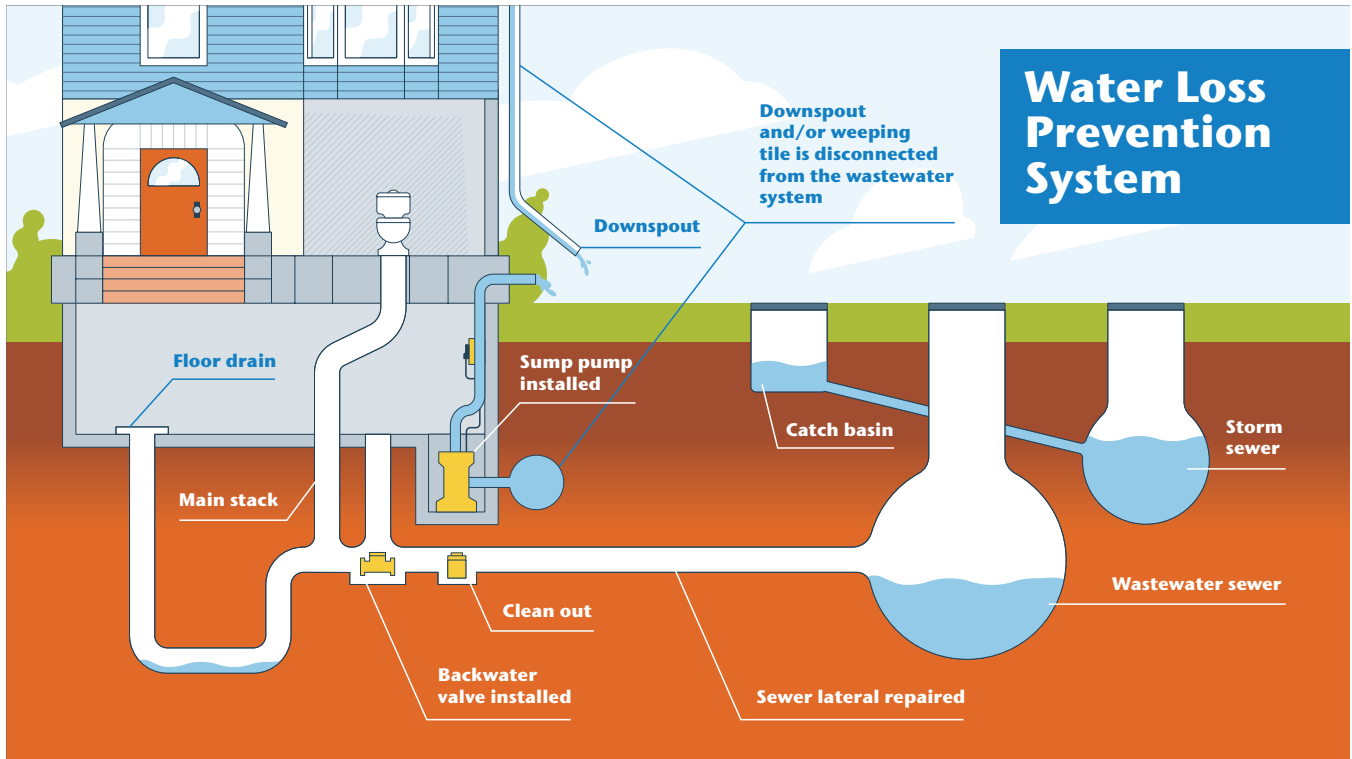 Water Loss
Prevention
System
Downspout
and/or weeping
tile is disconnected
from the wastewater
system
Downspout
Floor drain
Sump pump
installed
Catch basin
Storm
sewer
Main stack
Wastewater sewer
Clean out
Backwater
valve installed
Sewer lateral repaired